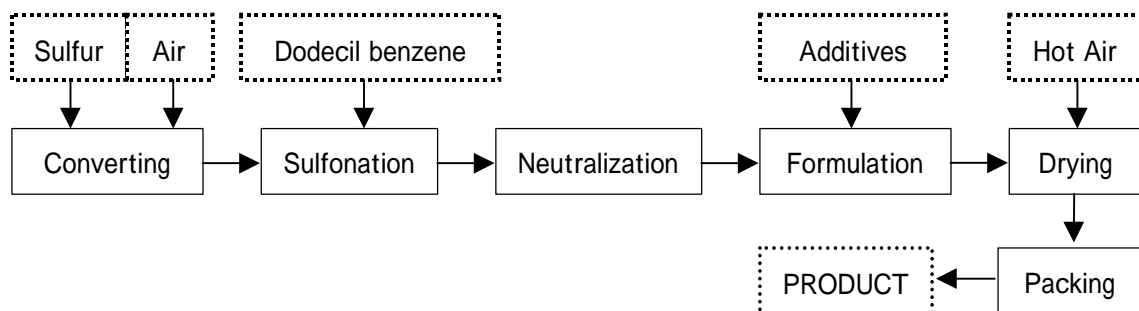 Sulfur Air Dodecil benzene Additives Hot Air
Converting Sulfonation Neutralization Formulation Drying
PRODUCT Packing